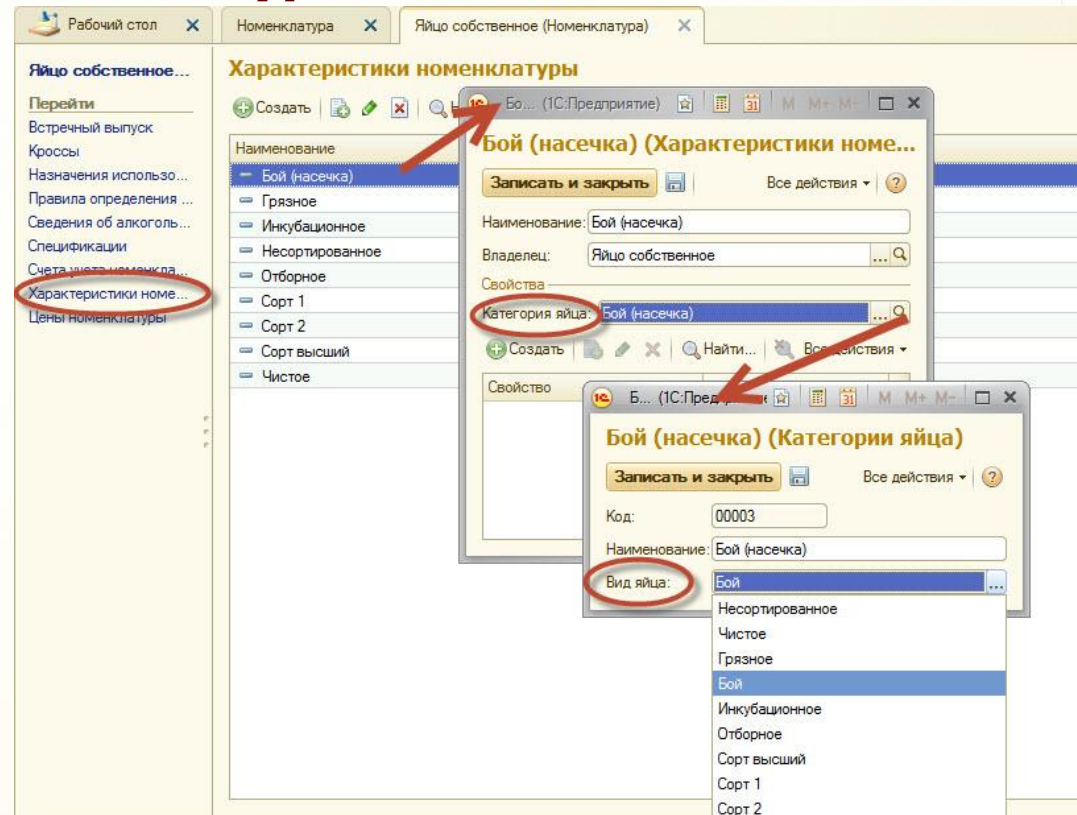 Рабочий стол
Номенклатура
Яйцо собственное (Номенклатура)
Яйцо собственное...
Перейти
Встречный выпуск
Кроссы
Назначения использо...
Правила определения ...
Сведения об алкоголь...
Спецификации
Счета учета номенкла...
Характеристики номе...
Цены номенклатуры
Характеристики номенклатуры
Создать
Наименование
Бой (насечка)
Грязное
Инкубационное
Несортированное
Отборное
Сорт 1
Сорт 2
Сорт высший
Чистое
Бо... (1С:Предприятие) M M+ M-
Бой (насечка) (Характеристики номе...
Записать и закрыть Все действия
Наименование: Бой (насечка)
Владелец: Яйцо собственное ...
Свойства
Категория яйца: Бой (насечка) ...
Создать Найти... Все действия
Свойство
Б... M M+ M-
Бой (насечка) (Категории яйца)
Записать и закрыть Все действия
Код: 00003
Наименование: Бой (насечка)
Вид яйца: Бой ...
Несортированное
Чистое
Грязное
Бой
Инкубационное
Отборное
Сорт высший
Сорт 1
Сорт 2